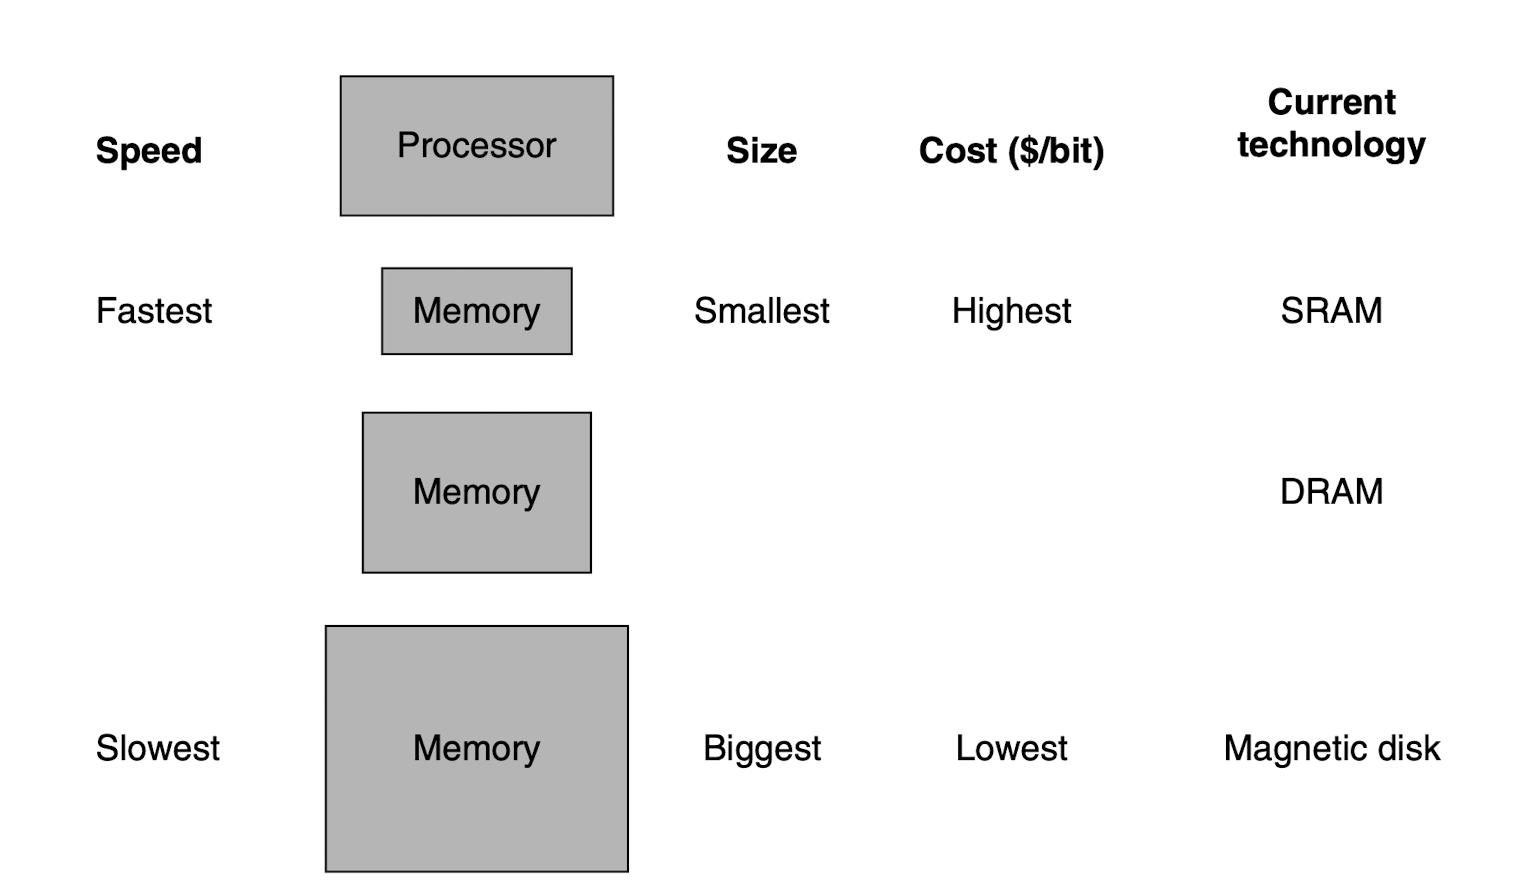 Speed Processor Size Cost ($/bit) Current
technology
Fastest Memory Smallest Highest SRAM
Memory DRAM
Slowest Memory Biggest Lowest Magnetic disk